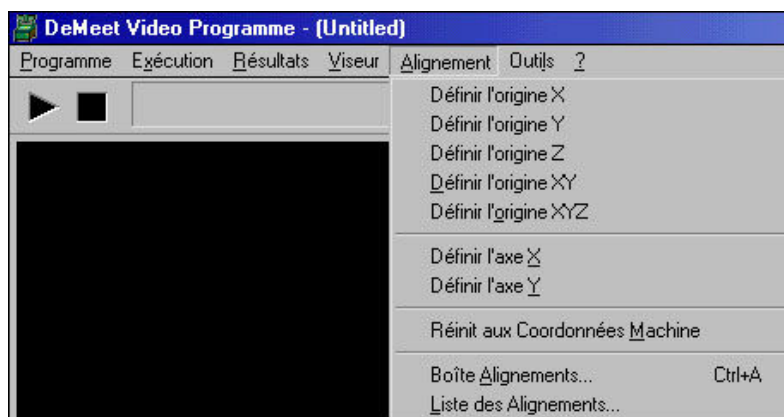 DeMeet Video Programme - (Untitled)
Programme Exécution Résultats Viseur Alignement Outils ?
Définir l'origine X
Définir l'origine Y
Définir l'origine Z
Définir l'origine XY
Définir l'origine XYZ
Définir l'axe X
Définir l'axe Y
Réinit aux Coordonnées Machine
Boîte Alignements... Ctrl+A
Liste des Alignements...